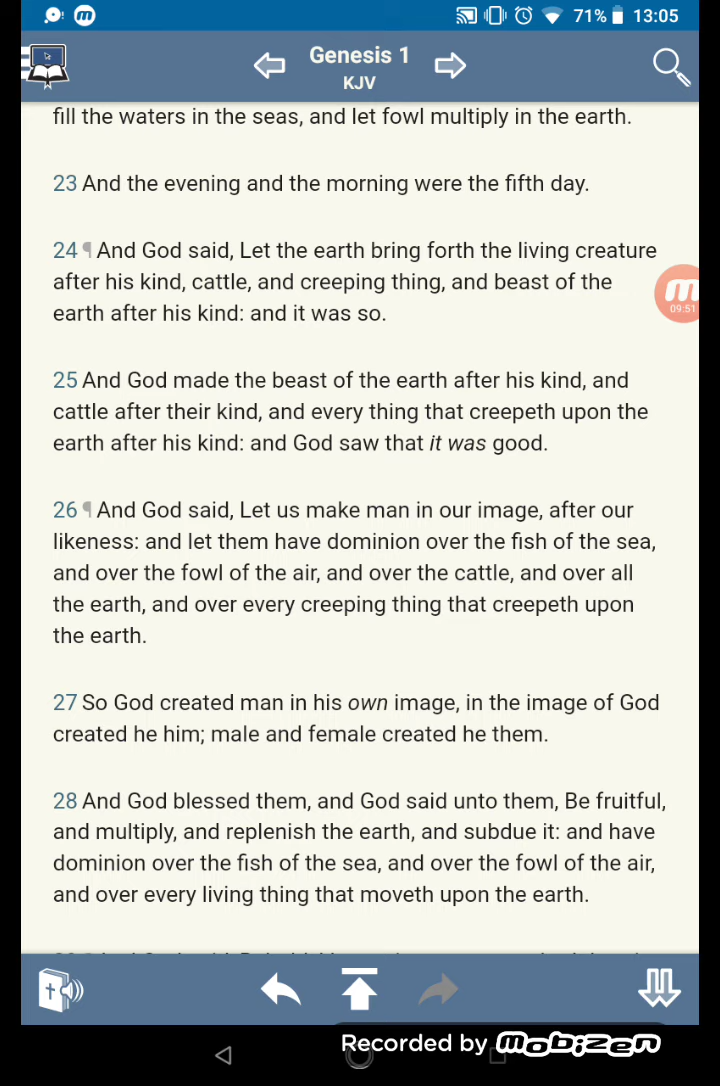 71% 13:05
Genesis 1
KJV
fill the waters in the seas, and let fowl multiply in the earth.
23 And the evening and the morning were the fifth day.
24 ¶ And God said, Let the earth bring forth the living creature
after his kind, cattle, and creeping thing, and beast of the
earth after his kind: and it was so.
09:51
25 And God made the beast of the earth after his kind, and
cattle after their kind, and every thing that creepeth upon the
earth after his kind: and God saw that it was good.
26 ¶ And God said, Let us make man in our image, after our
likeness: and let them have dominion over the fish of the sea,
and over the fowl of the air, and over the cattle, and over all
the earth, and over every creeping thing that creepeth upon
the earth.
27 So God created man in his own image, in the image of God
created he him; male and female created he them.
28 And God blessed them, and God said unto them, Be fruitful,
and multiply, and replenish the earth, and subdue it: and have
dominion over the fish of the sea, and over the fowl of the air,
and over every living thing that moveth upon the earth.
Recorded by mobizen